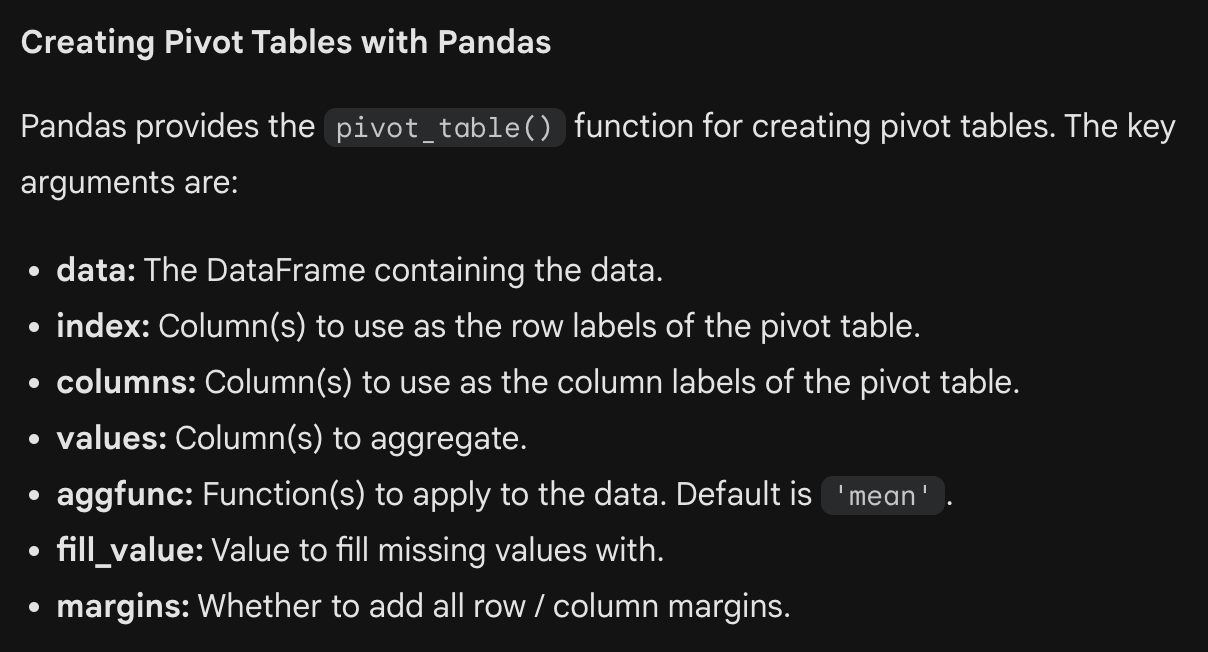 Creating Pivot Tables with Pandas
Pandas provides the pivot_table() function for creating pivot tables. The key
arguments are:
• data: The DataFrame containing the data.
• index: Column(s) to use as the row labels of the pivot table.
• columns: Column(s) to use as the column labels of the pivot table.
• values: Column(s) to aggregate.
• aggfunc: Function(s) to apply to the data. Default is 'mean'.
• fill_value: Value to fill missing values with.
• margins: Whether to add all row / column margins.